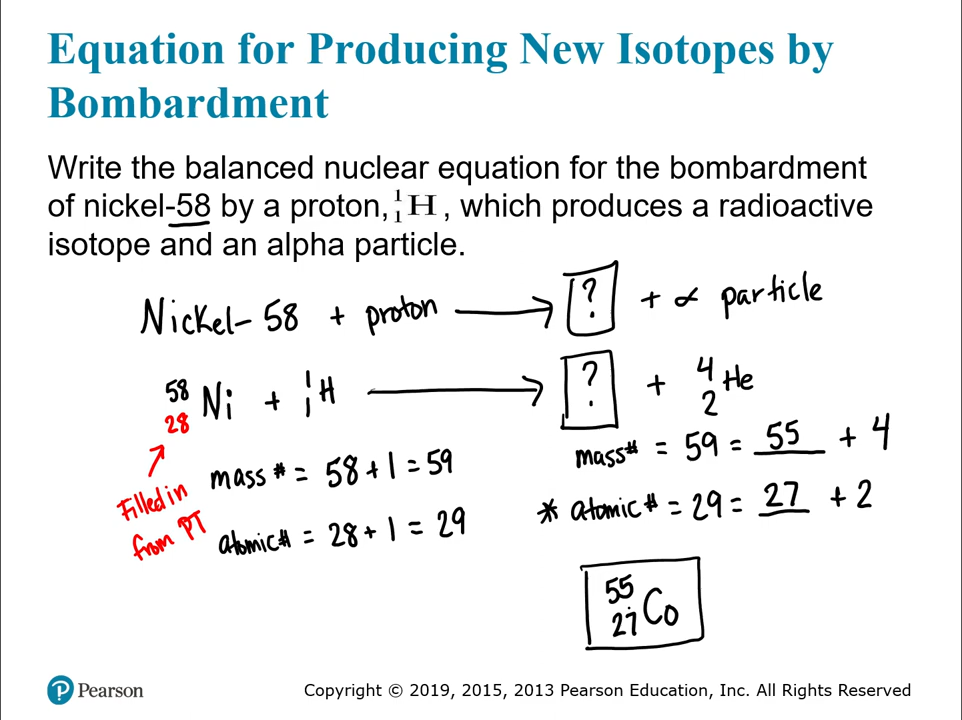 Equation for Producing New Isotopes by
Bombardment
Write the balanced nuclear equation for the bombardment
of nickel-58 by a proton, ¹₁H, which produces a radioactive
isotope and an alpha particle.
Nickel-58 + proton ⟶ ? + α particle
⁵⁸₂₈Ni + ¹₁H ⟶ ? + ⁴₂He
Filled in
from PT
mass # = 58 + 1 = 59
atomic # = 28 + 1 = 29
mass # = 59 = 55 + 4
* atomic # = 29 = 27 + 2
⁵⁵₂₇Co
P Pearson
Copyright © 2019, 2015, 2013 Pearson Education, Inc. All Rights Reserved